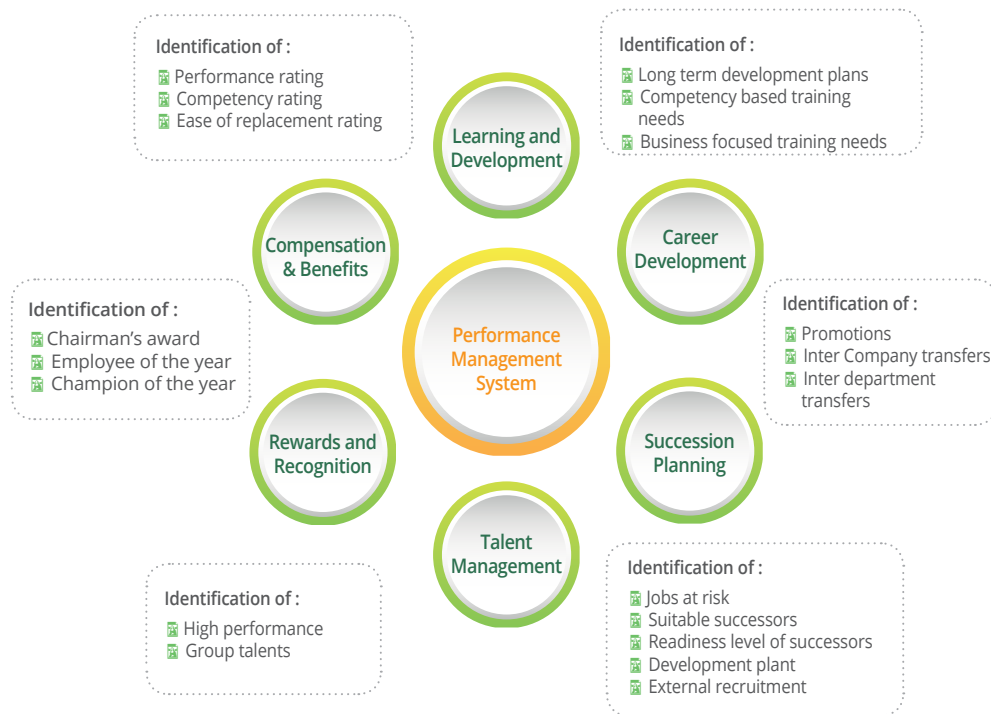 Identification of :
Performance rating
Competency rating
Ease of replacement rating
Identification of :
Long term development plans
Competency based training
needs
Business focused training needs
Learning and
Development
Compensation
& Benefits
Career
Development
Identification of :
Chairman’s award
Employee of the year
Champion of the year
Performance
Management
System
Identification of :
Promotions
Inter Company transfers
Inter department
transfers
Rewards and
Recognition
Succession
Planning
Talent
Management
Identification of :
High performance
Group talents
Identification of :
Jobs at risk
Suitable successors
Readiness level of successors
Development plant
External recruitment